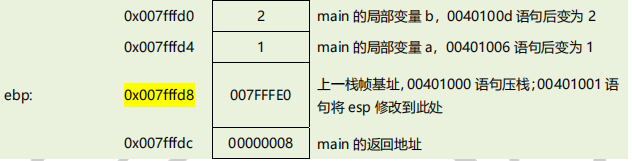 0x007fffd0 2 main 的局部变量 b，0040100d 语句后变为 2
0x007fffd4 1 main 的局部变量 a，00401006 语句后变为 1
ebp: 0x007fffd8 007FFFE0 上一栈帧基址，00401000 语句压栈；00401001 语
句将 esp 修改到此处
0x007fffdc 00000008 main 的返回地址